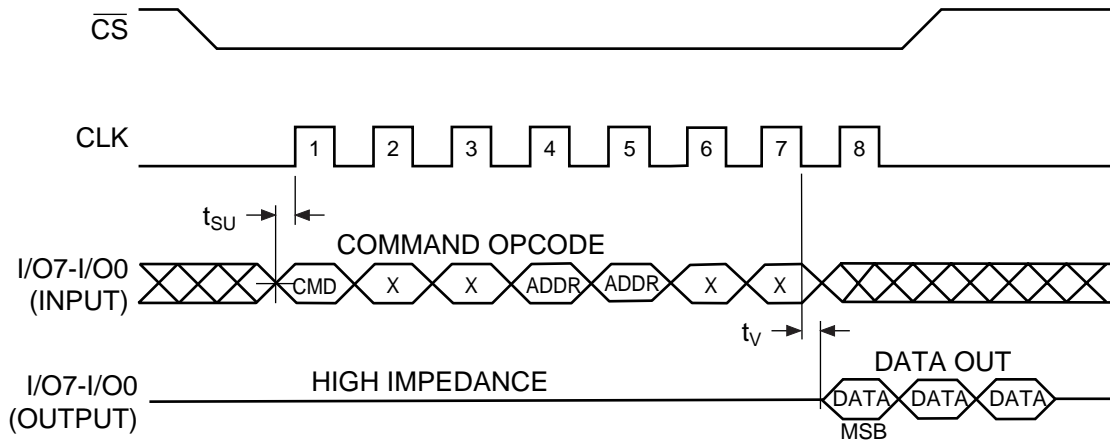 CS
CLK
1 2 3 4 5 6 7 8
tSU
COMMAND OPCODE
I/O7-I/O0
(INPUT)
CMD X X ADDR ADDR X X
tV
DATA OUT
I/O7-I/O0
(OUTPUT)
HIGH IMPEDANCE
DATA DATA DATA
MSB